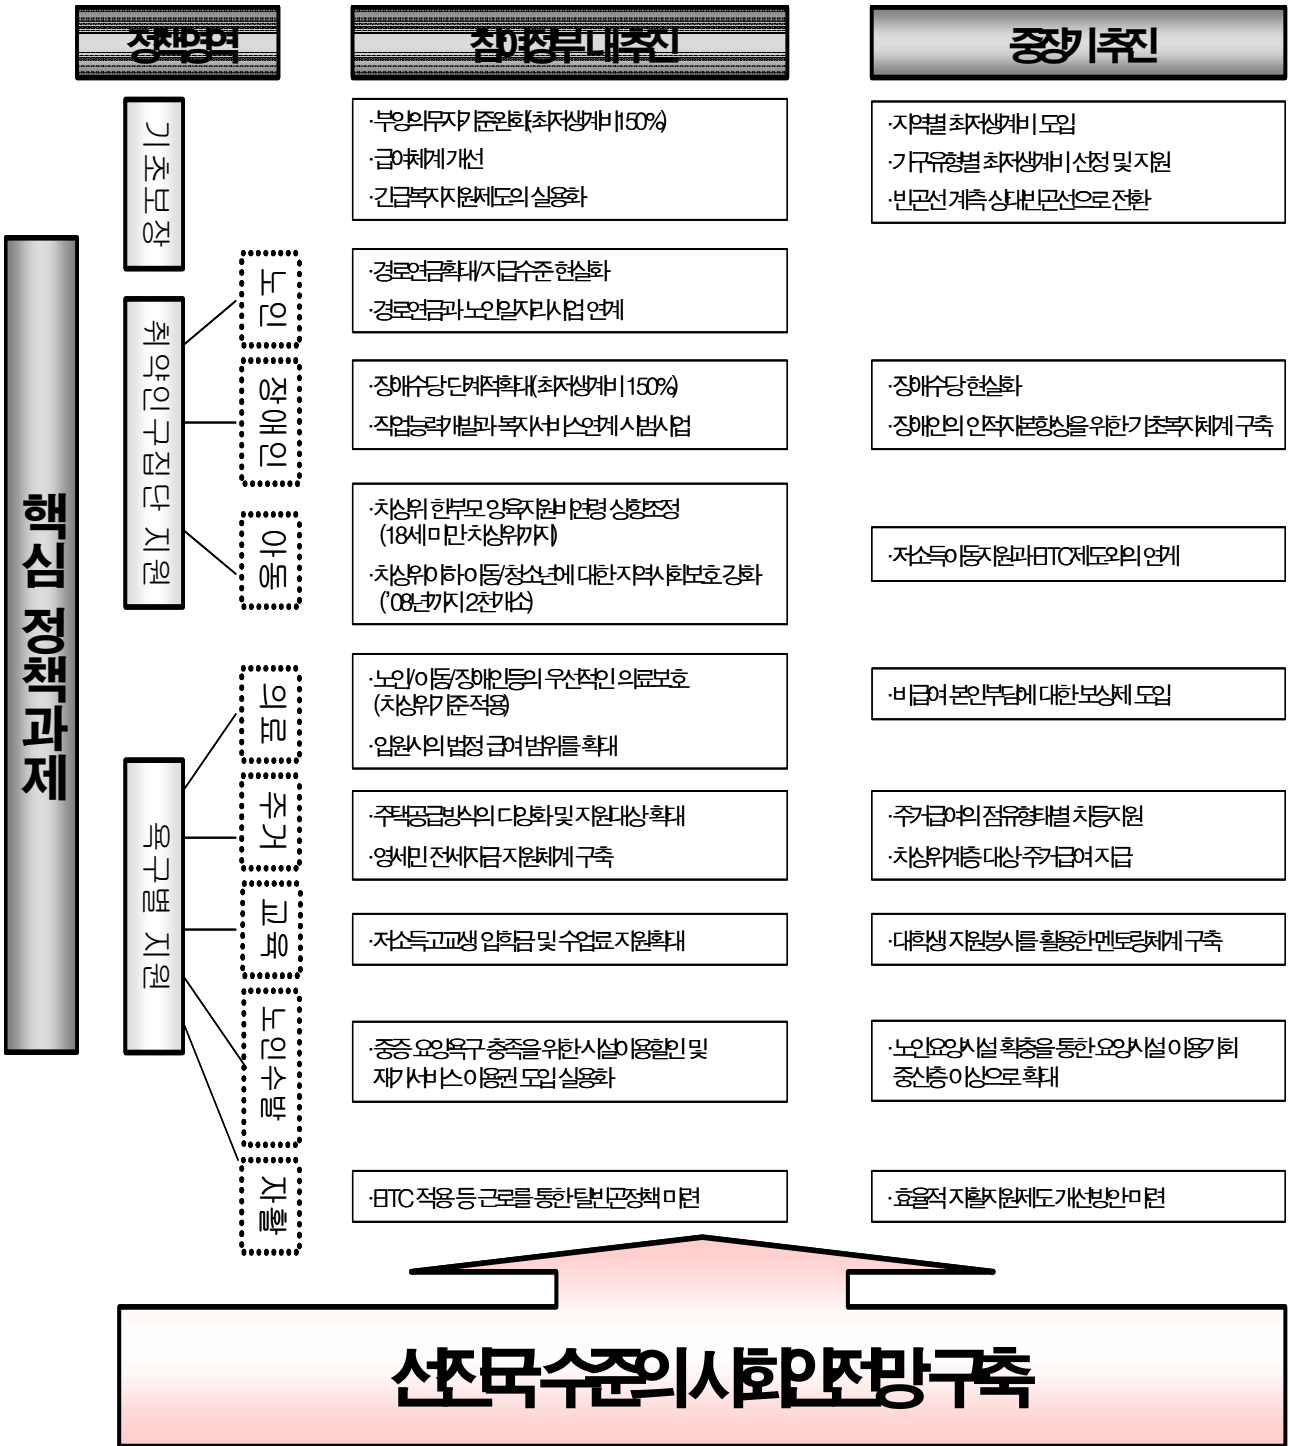 정책영역
참여정부 내 추진
중장기 추진
핵심 정책과제
기초보장
·부양의무자기준완화(최저생계비150%)
·급여체계 개선
·긴급복지지원제도의 실용화
·지역별 최저생계비 도입
·가구유형별 최저생계비 선정 및 지원
·빈곤선 계측 상대빈곤선으로 전환
취약인구집단 지원
노인
·경로연금확대/지급수준 현실화
·경로연금과 노인일자리사업 연계
장애인
·장애수당 단계적확대(최저생계비 150%)
·직업능력개발과 복지서비스연계 시범사업
·장애수당 현실화
·장애인의 인적자본향상을 위한 기초복지체계 구축
아동
·차상위 한부모 양육지원비연령 상향조정
(18세 미만 차상위까지)
·차상위이하 아동/청소년에 대한 지역사회보호 강화
('08년까지 2천개소)
·저소득아동지원과 EITC제도와의 연계
욕구별 지원
의료
·노인/아동/장애인등의 우선적인 의료보호
(차상위기준 적용)
·입원시의 법정 급여 범위를 확대
·비급여 본인부담에 대한 보상제 도입
주거
·주택공급방식의 다양화 및 지원대상 확대
·영세민 전세자금 지원체계 구축
·주거급여의 점유형태별 차등지원
·차상위계층 대상 주거급여 지급
교육
·저소득고교생 입학금 및 수업료 지원확대
·대학생 자원봉사를 활용한 멘토링체계 구축
노인수발
·중증 요양욕구 충족을 위한 시설이용할인 및
재가서비스 이용권 도입 실용화
·노인요양시설 확충을 통한 요양시설 이용기회
중산층 이상으로 확대
자활
·EITC 적용 등 근로를 통한 탈빈곤정책 마련
·효율적 자활지원제도 개선방안 마련
선진국 수준의 사회안전망 구축